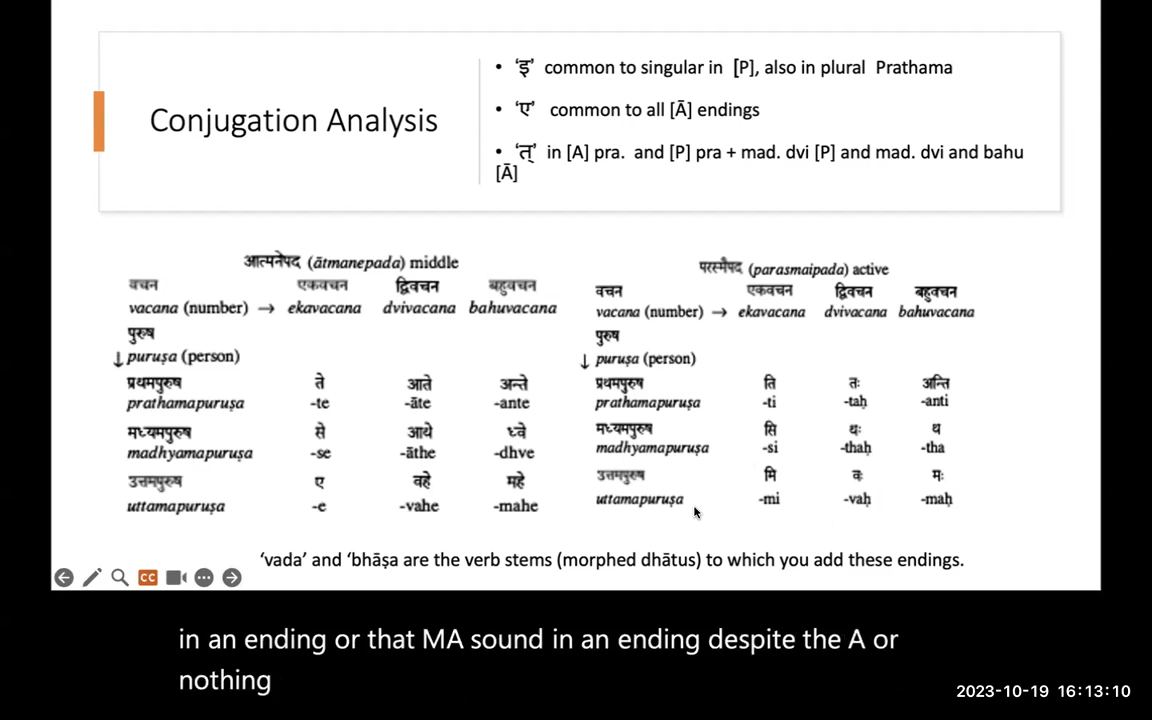 Conjugation Analysis
• ‘इ’ common to singular in [P], also in plural Prathama
• ‘ए’ common to all [Ā] endings
• ‘त्’ in [A] pra. and [P] pra + mad. dvi [P] and mad. dvi and bahu
[Ā]
आत्मनेपद (ātmanepada) middle
वचन एकवचन द्विवचन बहुवचन
vacana (number) → ekavacana dvivacana bahuvacana
पुरुष
↓ puruṣa (person)
प्रथमपुरुष ते आते अन्ते
prathamapuruṣa -te -āte -ante
मध्यमपुरुष से आथे ध्वे
madhyamapuruṣa -se -āthe -dhve
उत्तमपुरुष ए वहे महे
uttamapuruṣa -e -vahe -mahe
परस्मैपद (parasmaipada) active
वचन एकवचन द्विवचन बहुवचन
vacana (number) → ekavacana dvivacana bahuvacana
पुरुष
↓ puruṣa (person)
प्रथमपुरुष ति तः अन्ति
prathamapuruṣa -ti -taḥ -anti
मध्यमपुरुष सि थः थ
madhyamapuruṣa -si -thaḥ -tha
उत्तमपुरुष मि वः मः
uttamapuruṣa -mi -vaḥ -maḥ
‘vada’ and ‘bhāṣa are the verb stems (morphed dhātus) to which you add these endings.
CC
in an ending or that MA sound in an ending despite the A or
nothing
2023-10-19 16:13:10